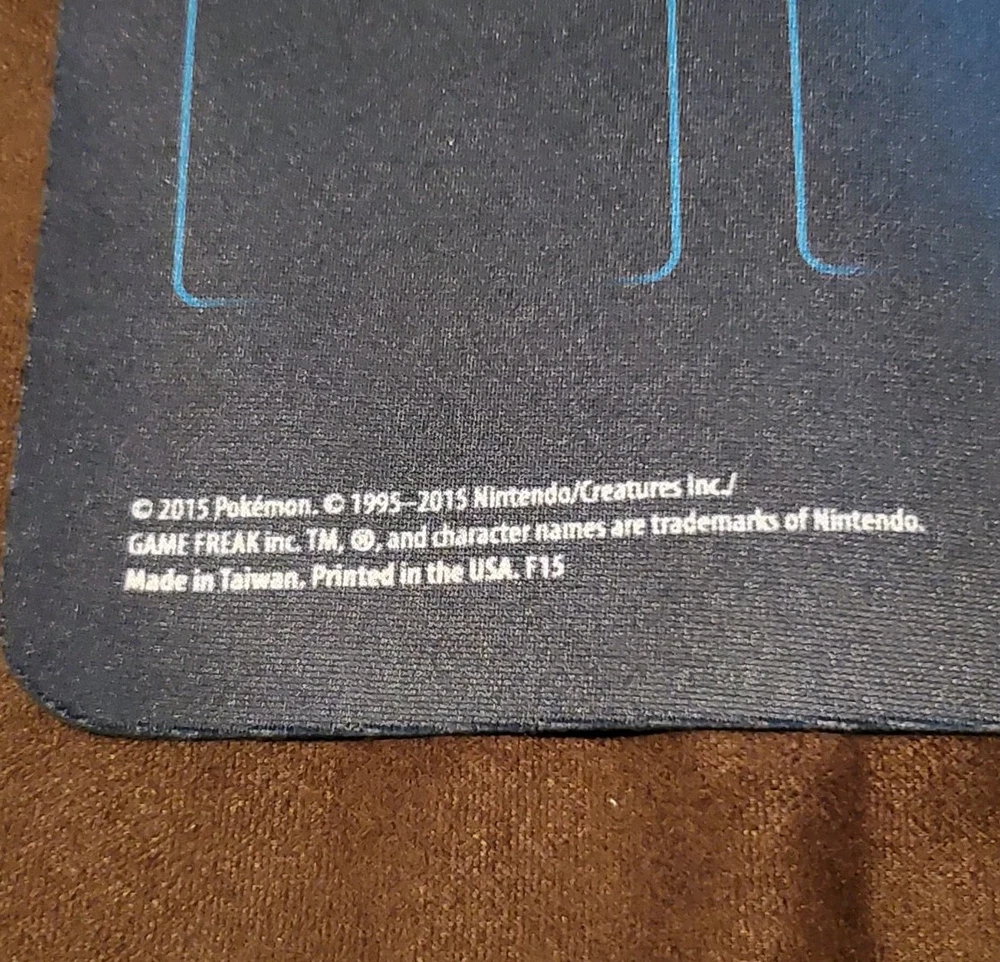 © 2015 Pokémon. © 1995–2015 Nintendo/Creatures Inc./
GAME FREAK inc. TM, ®, and character names are trademarks of Nintendo.
Made in Taiwan. Printed in the USA. F15